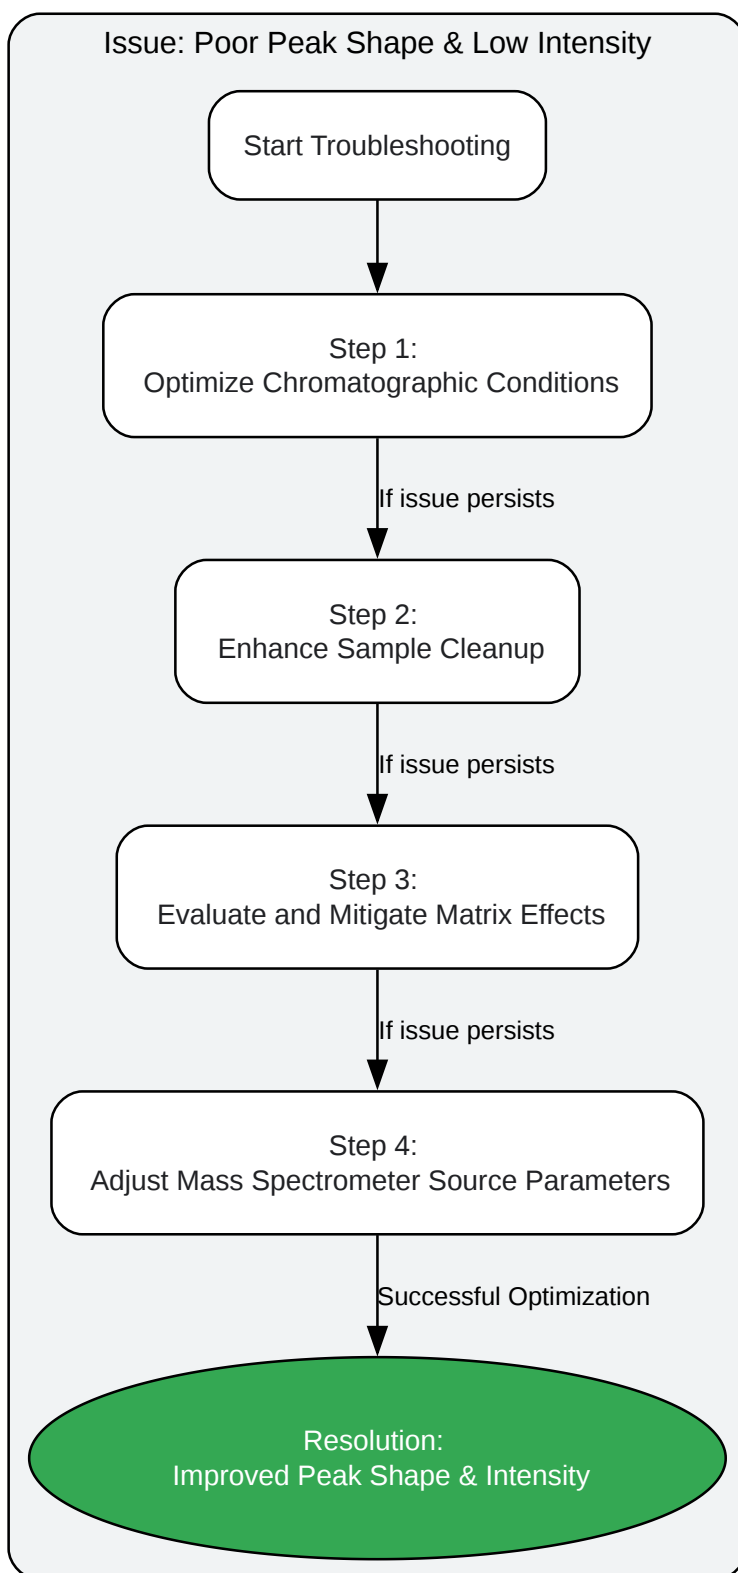 Issue: Poor Peak Shape & Low Intensity
Start Troubleshooting
Step 1:
Optimize Chromatographic Conditions
If issue persists
Step 2:
Enhance Sample Cleanup
If issue persists
Step 3:
Evaluate and Mitigate Matrix Effects
If issue persists
Step 4:
Adjust Mass Spectrometer Source Parameters
Successful Optimization
Resolution:
Improved Peak Shape & Intensity